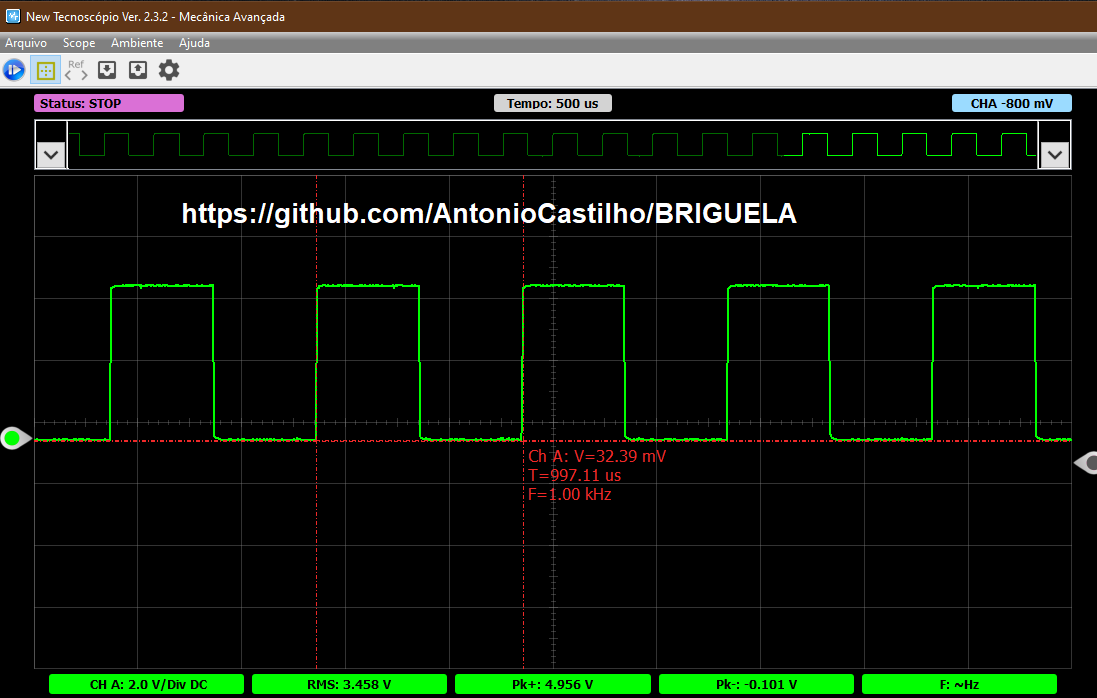 New Tecnoscópio Ver. 2.3.2 - Mecânica Avançada
Arquivo Scope Ambiente Ajuda
Ref
Status: STOP
Tempo: 500 us
CHA -800 mV
https://github.com/AntonioCastilho/BRIGUELA
Ch A: V=32.39 mV
T=997.11 us
F=1.00 kHz
CH A: 2.0 V/Div DC
RMS: 3.458 V
Pk+: 4.956 V
Pk-: -0.101 V
F: ~Hz